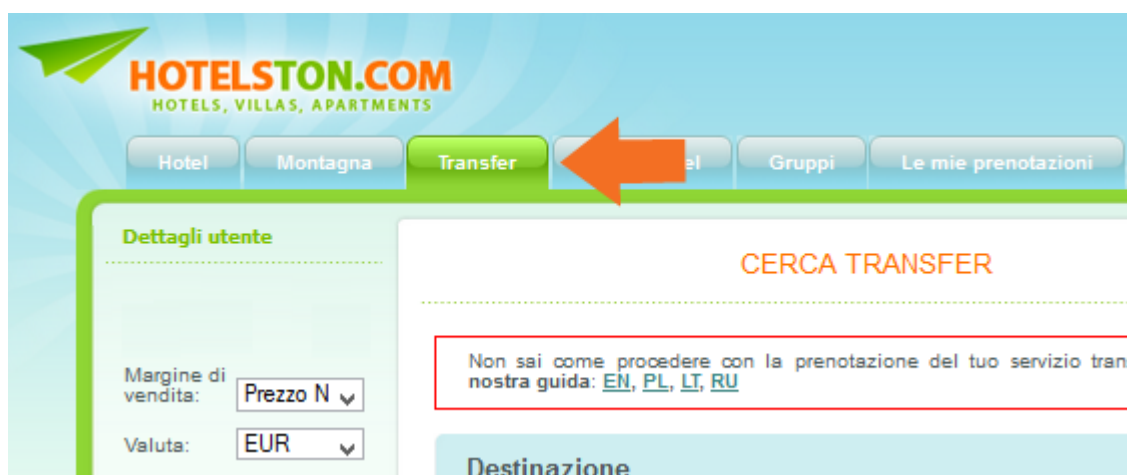 HOTELSTON.COM
HOTELS, VILLAS, APARTMENTS
Hotel Montagna Transfer Gruppi Le mie prenotazioni
Dettagli utente
CERCA TRANSFER
Non sai come procedere con la prenotazione del tuo servizio tran
nostra guida: EN, PL, LT, RU
Margine di
vendita: Prezzo N
Valuta: EUR
Destinazione